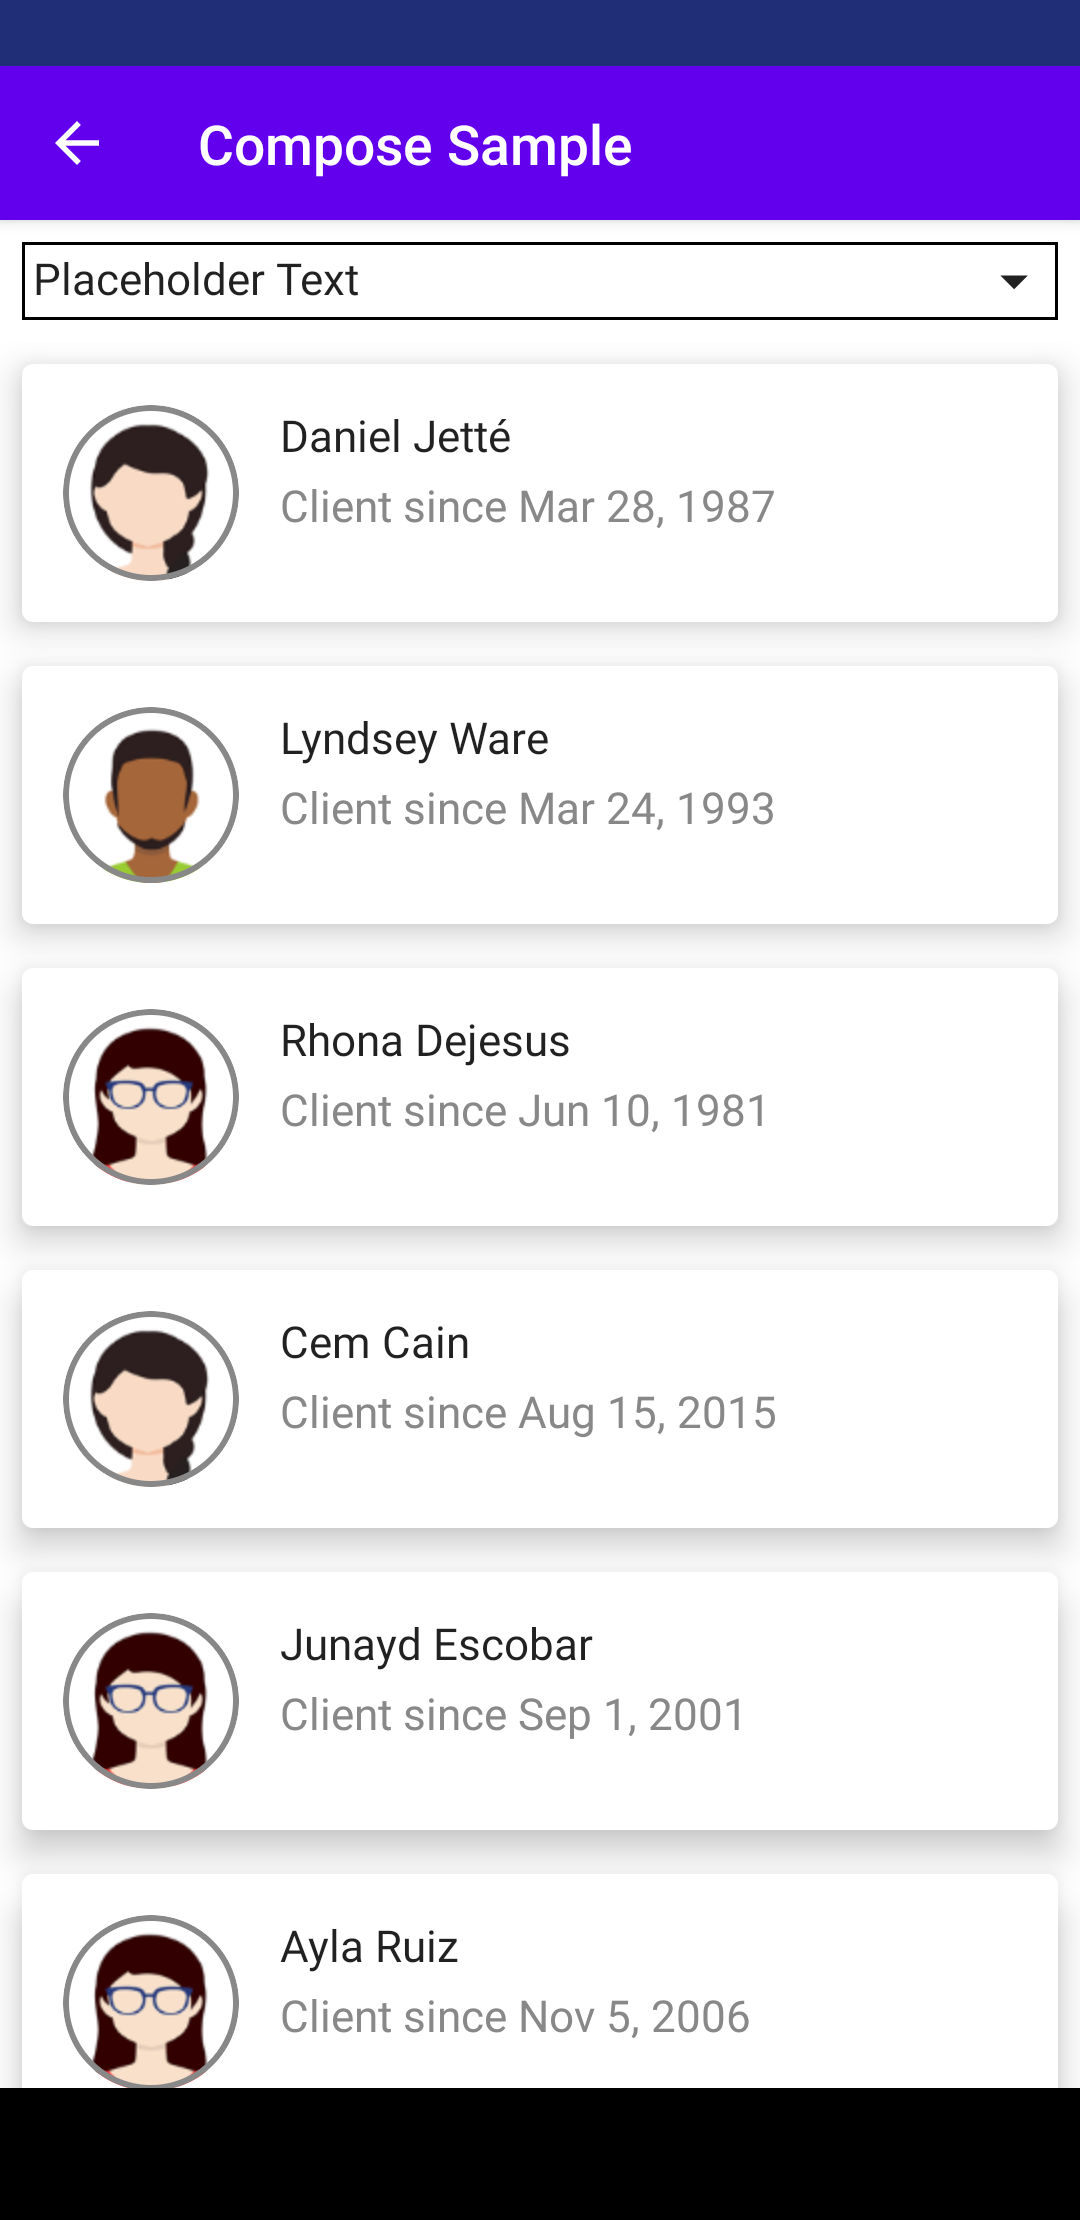 Compose Sample
Placeholder Text
Daniel Jetté
Client since Mar 28, 1987
Lyndsey Ware
Client since Mar 24, 1993
Rhona Dejesus
Client since Jun 10, 1981
Cem Cain
Client since Aug 15, 2015
Junayd Escobar
Client since Sep 1, 2001
Ayla Ruiz
Client since Nov 5, 2006